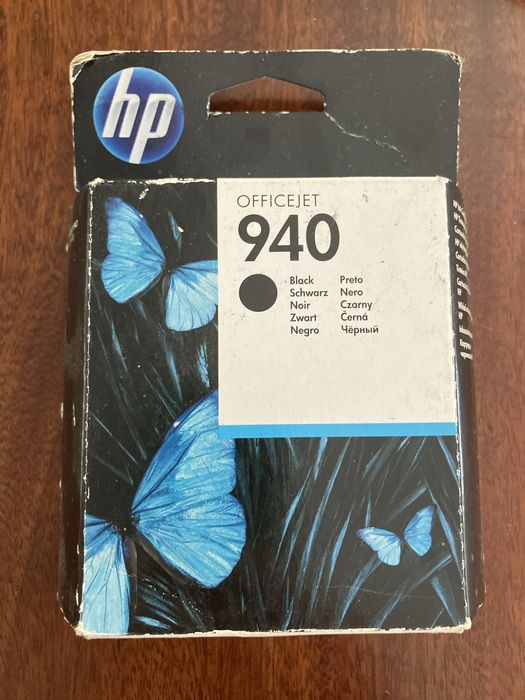 hp
OFFICEJET
940
Black Preto
Schwarz Nero
Noir Czarny
Zwart Černá
Negro Чёрный